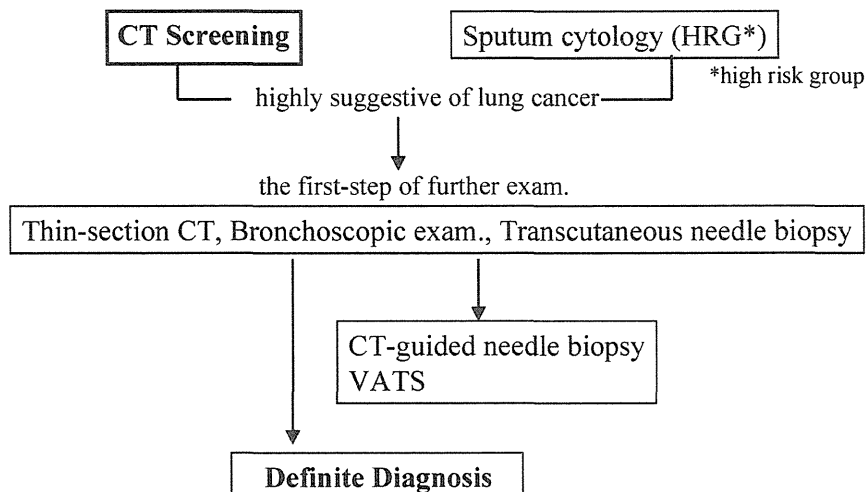 CT Screening
Sputum cytology (HRG*)
*high risk group
highly suggestive of lung cancer
the first-step of further exam.
Thin-section CT, Bronchoscopic exam., Transcutaneous needle biopsy
CT-guided needle biopsy
VATS
Definite Diagnosis